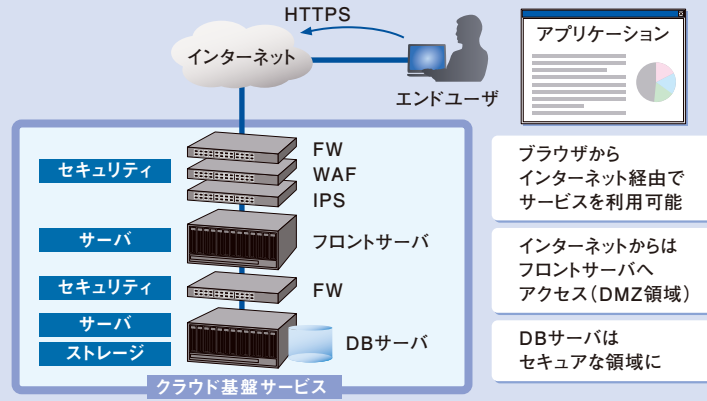 HTTPS
インターネット
エンドユーザ
アプリケーション
セキュリティ
FW
WAF
IPS
サーバ
フロントサーバ
セキュリティ
FW
サーバ
ストレージ
DBサーバ
クラウド基盤サービス
ブラウザから
インターネット経由で
サービスを利用可能
インターネットからは
フロントサーバへ
アクセス（DMZ領域）
DBサーバは
セキュアな領域に